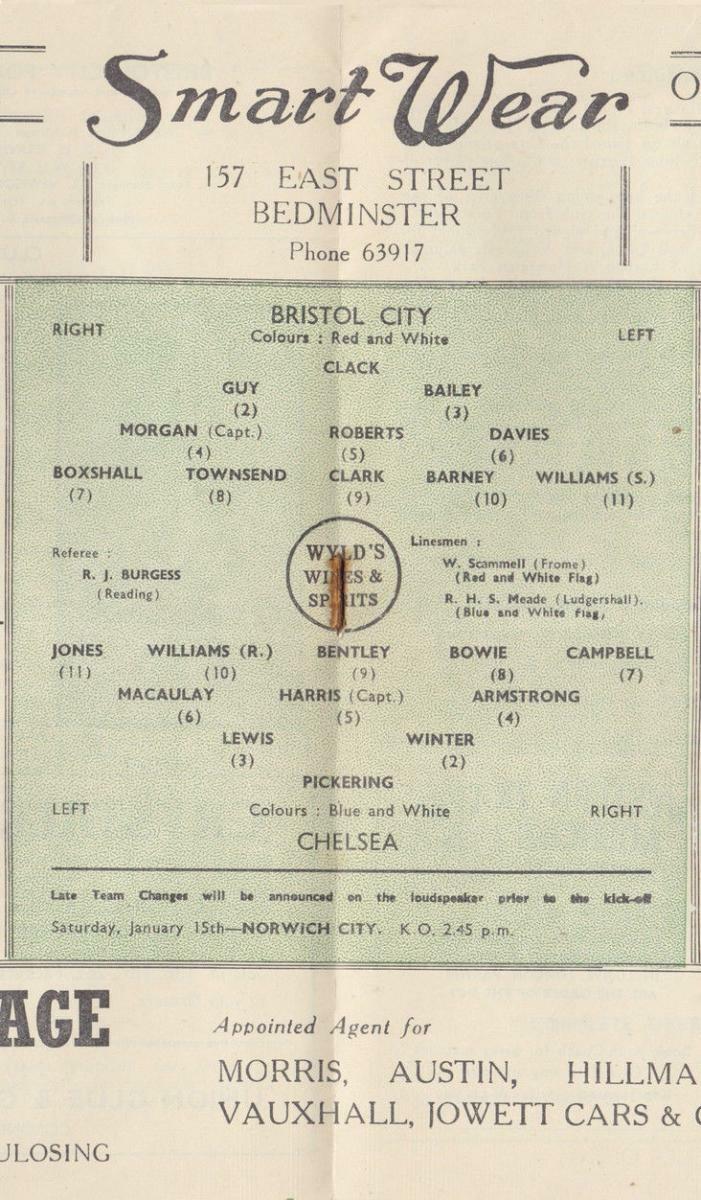 Smart Wear
O
157 EAST STREET
BEDMINSTER
Phone 63917
BRISTOL CITY
RIGHT
Colours : Red and White
LEFT
CLACK
GUY BAILEY
(2) (3)
MORGAN (Capt.) ROBERTS DAVIES
(4) (5) (6)
BOXSHALL TOWNSEND CLARK BARNEY WILLIAMS (S.)
(7) (8) (9) (10) (11)
Referee :
R. J. BURGESS
(Reading)
WYLD'S
WINES &
SPIRITS
Linesmen :
W. Scammell (Frome)
(Red and White Flag)
R. H. S. Meade (Ludgershall).
(Blue and White Flag,
JONES WILLIAMS (R.) BENTLEY BOWIE CAMPBELL
(11) (10) (9) (8) (7)
MACAULAY HARRIS (Capt.) ARMSTRONG
(6) (5) (4)
LEWIS WINTER
(3) (2)
PICKERING
LEFT Colours : Blue and White RIGHT
CHELSEA
Late Team Changes will be announced on the loudspeaker prior to the kick-off
Saturday, January 15th—NORWICH CITY. K.O. 2.45 p.m.
AGE
ULOSING
Appointed Agent for
MORRIS, AUSTIN, HILLMA
VAUXHALL, JOWETT CARS & C